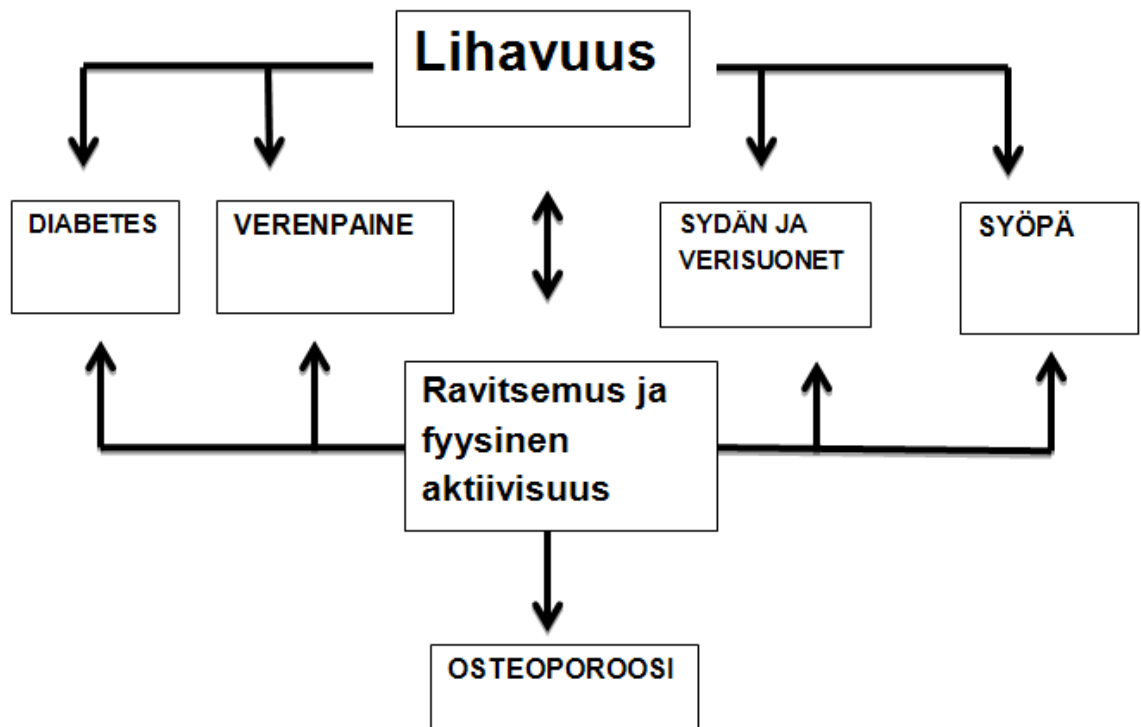 Lihavuus
DIABETES
VERENPAINE
SYDÄN JA
VERISUONET
SYÖPÄ
Ravitsemus ja
fyysinen
aktiivisuus
OSTEOPOROOSI